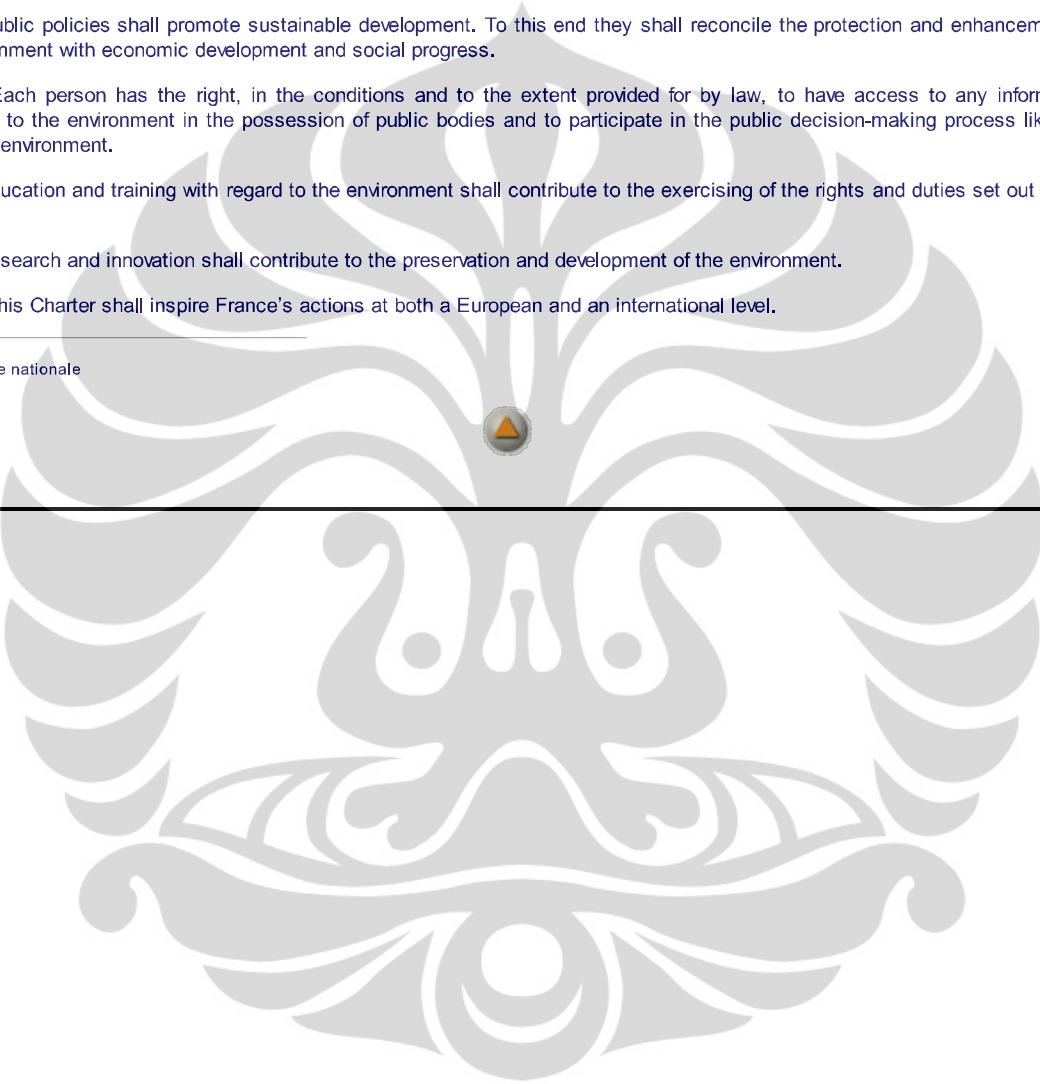 ublic policies shall promote sustainable development. To this end they shall reconcile the protection and enhancem
nment with economic development and social progress.
Each person has the right, in the conditions and to the extent provided for by law, to have access to any infor
to the environment in the possession of public bodies and to participate in the public decision-making process lik
environment.
ucation and training with regard to the environment shall contribute to the exercising of the rights and duties set out
search and innovation shall contribute to the preservation and development of the environment.
his Charter shall inspire France's actions at both a European and an international level.
e nationale